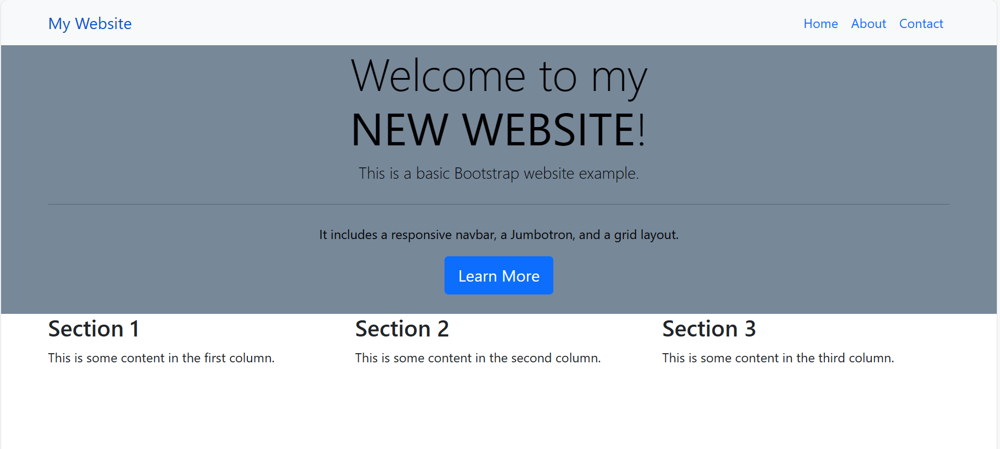 My Website
Home About Contact
Welcome to my
NEW WEBSITE!
This is a basic Bootstrap website example.
It includes a responsive navbar, a Jumbotron, and a grid layout.
Learn More
Section 1
This is some content in the first column.
Section 2
This is some content in the second column.
Section 3
This is some content in the third column.